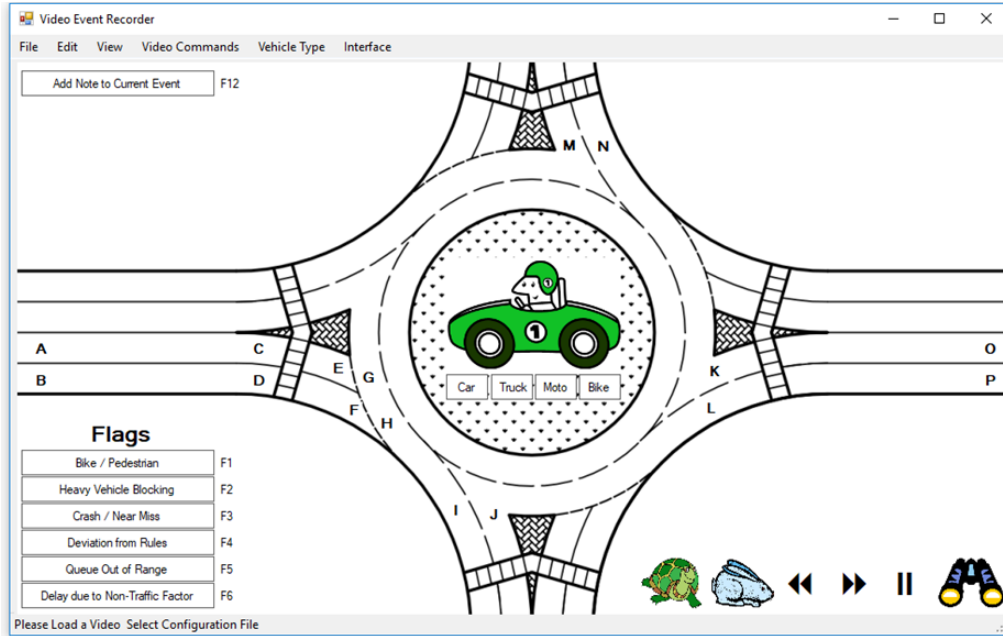 Video Event Recorder
File Edit View Video Commands Vehicle Type Interface
Add Note to Current Event F12
M N
A C
B D
E G
F H
I J
K
L
O
P
1
1
Car Truck Moto Bike
Flags
Bike / Pedestrian F1
Heavy Vehicle Blocking F2
Crash / Near Miss F3
Deviation from Rules F4
Queue Out of Range F5
Delay due to Non-Traffic Factor F6
Please Load a Video Select Configuration File